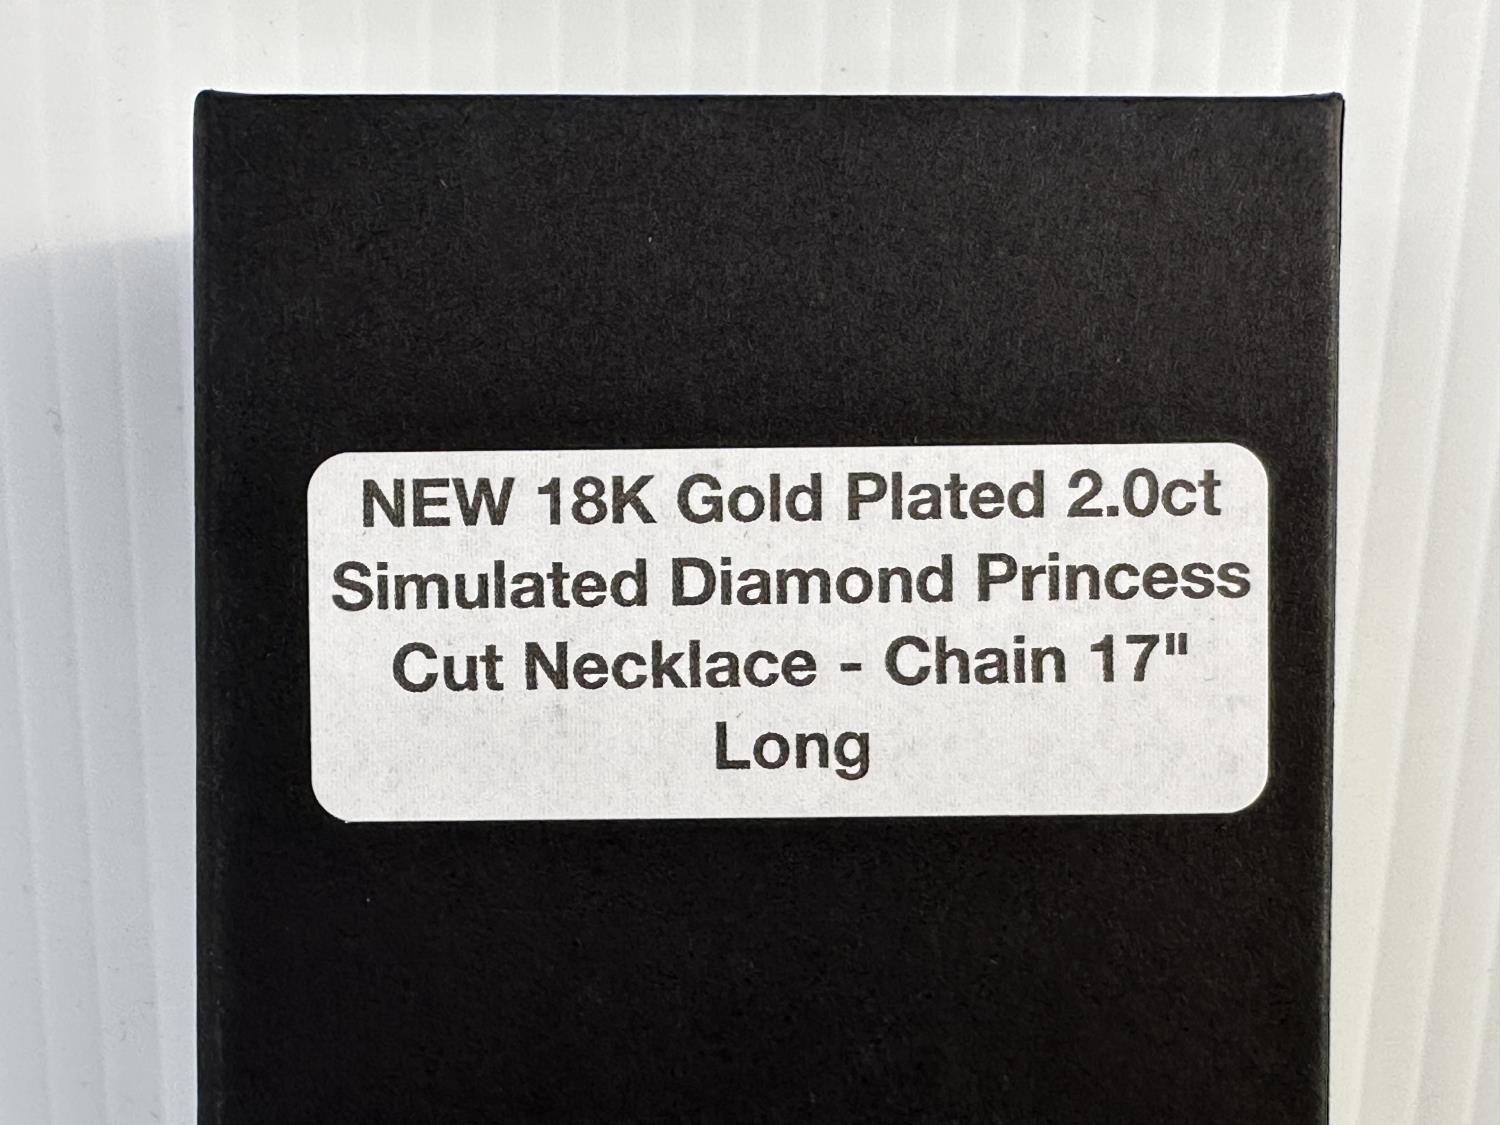 NEW 18K Gold Plated 2.0ct
Simulated Diamond Princess
Cut Necklace - Chain 17"
Long